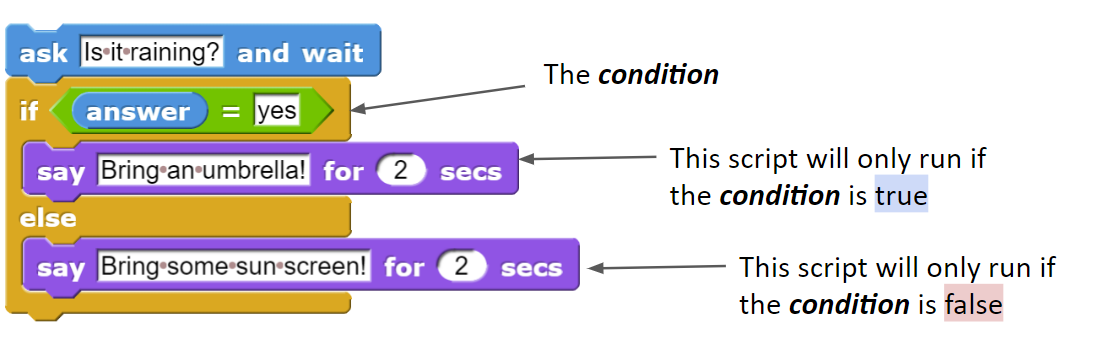 ask Is it raining? and wait
The condition
if answer = yes
This script will only run if
say Bring an umbrella! for 2 secs
the condition is true
else
say Bring some sun screen! for 2 secs
This script will only run if
the condition is false